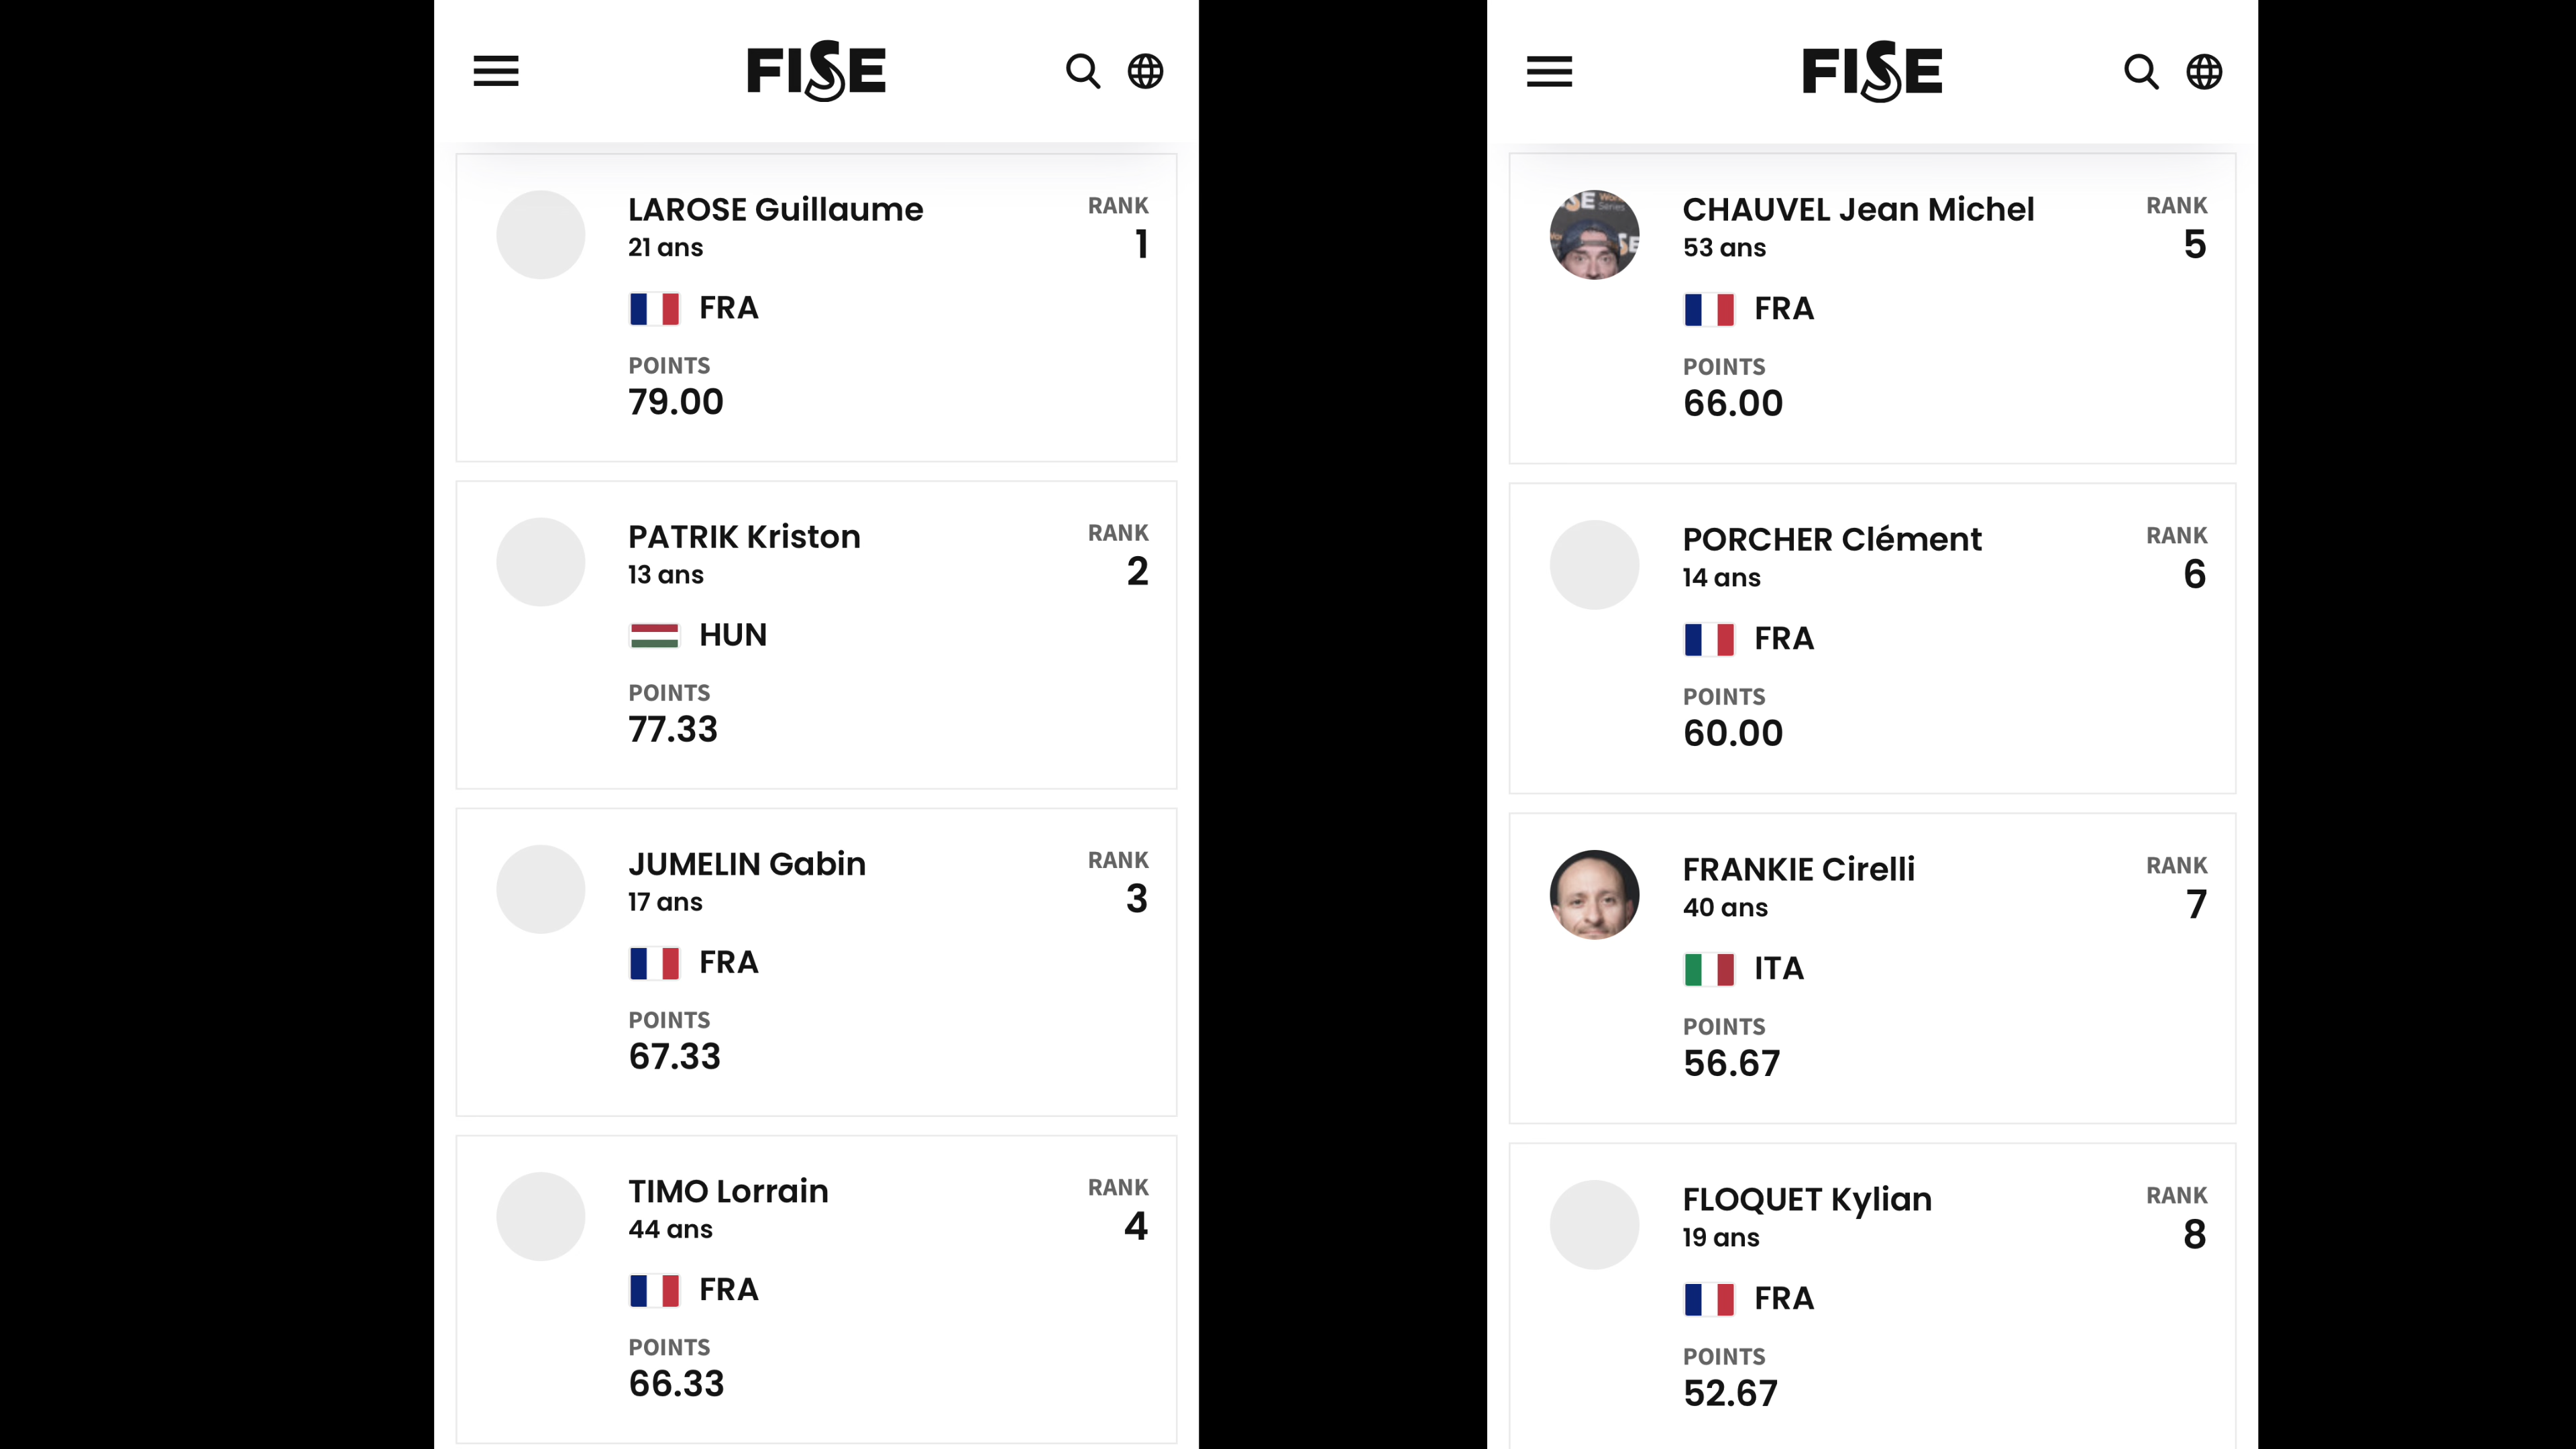 FISE
LAROSE Guillaume
RANK
21 ans
1
FRA
POINTS
79.00
PATRIK Kriston
RANK
13 ans
2
HUN
POINTS
77.33
JUMELIN Gabin
RANK
17 ans
3
FRA
POINTS
67.33
TIMO Lorrain
RANK
44 ans
4
FRA
POINTS
66.33
FISE
CHAUVEL Jean Michel
RANK
53 ans
5
FRA
POINTS
66.00
PORCHER Clément
RANK
14 ans
6
FRA
POINTS
60.00
FRANKIE Cirelli
RANK
40 ans
7
ITA
POINTS
56.67
FLOQUET Kylian
RANK
19 ans
8
FRA
POINTS
52.67